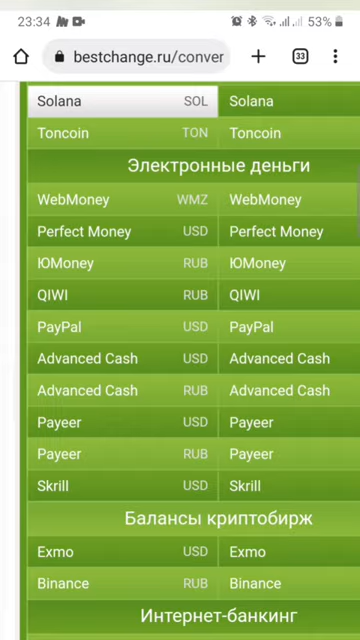 23:34 53%
bestchange.ru/conver 33
Solana SOL Solana
Toncoin TON Toncoin
Электронные деньги
WebMoney WMZ WebMoney
Perfect Money USD Perfect Money
ЮMoney RUB ЮMoney
QIWI RUB QIWI
PayPal USD PayPal
Advanced Cash USD Advanced Cash
Advanced Cash RUB Advanced Cash
Payeer USD Payeer
Payeer RUB Payeer
Skrill USD Skrill
Балансы криптобирж
Exmo USD Exmo
Binance RUB Binance
Интернет-банкинг